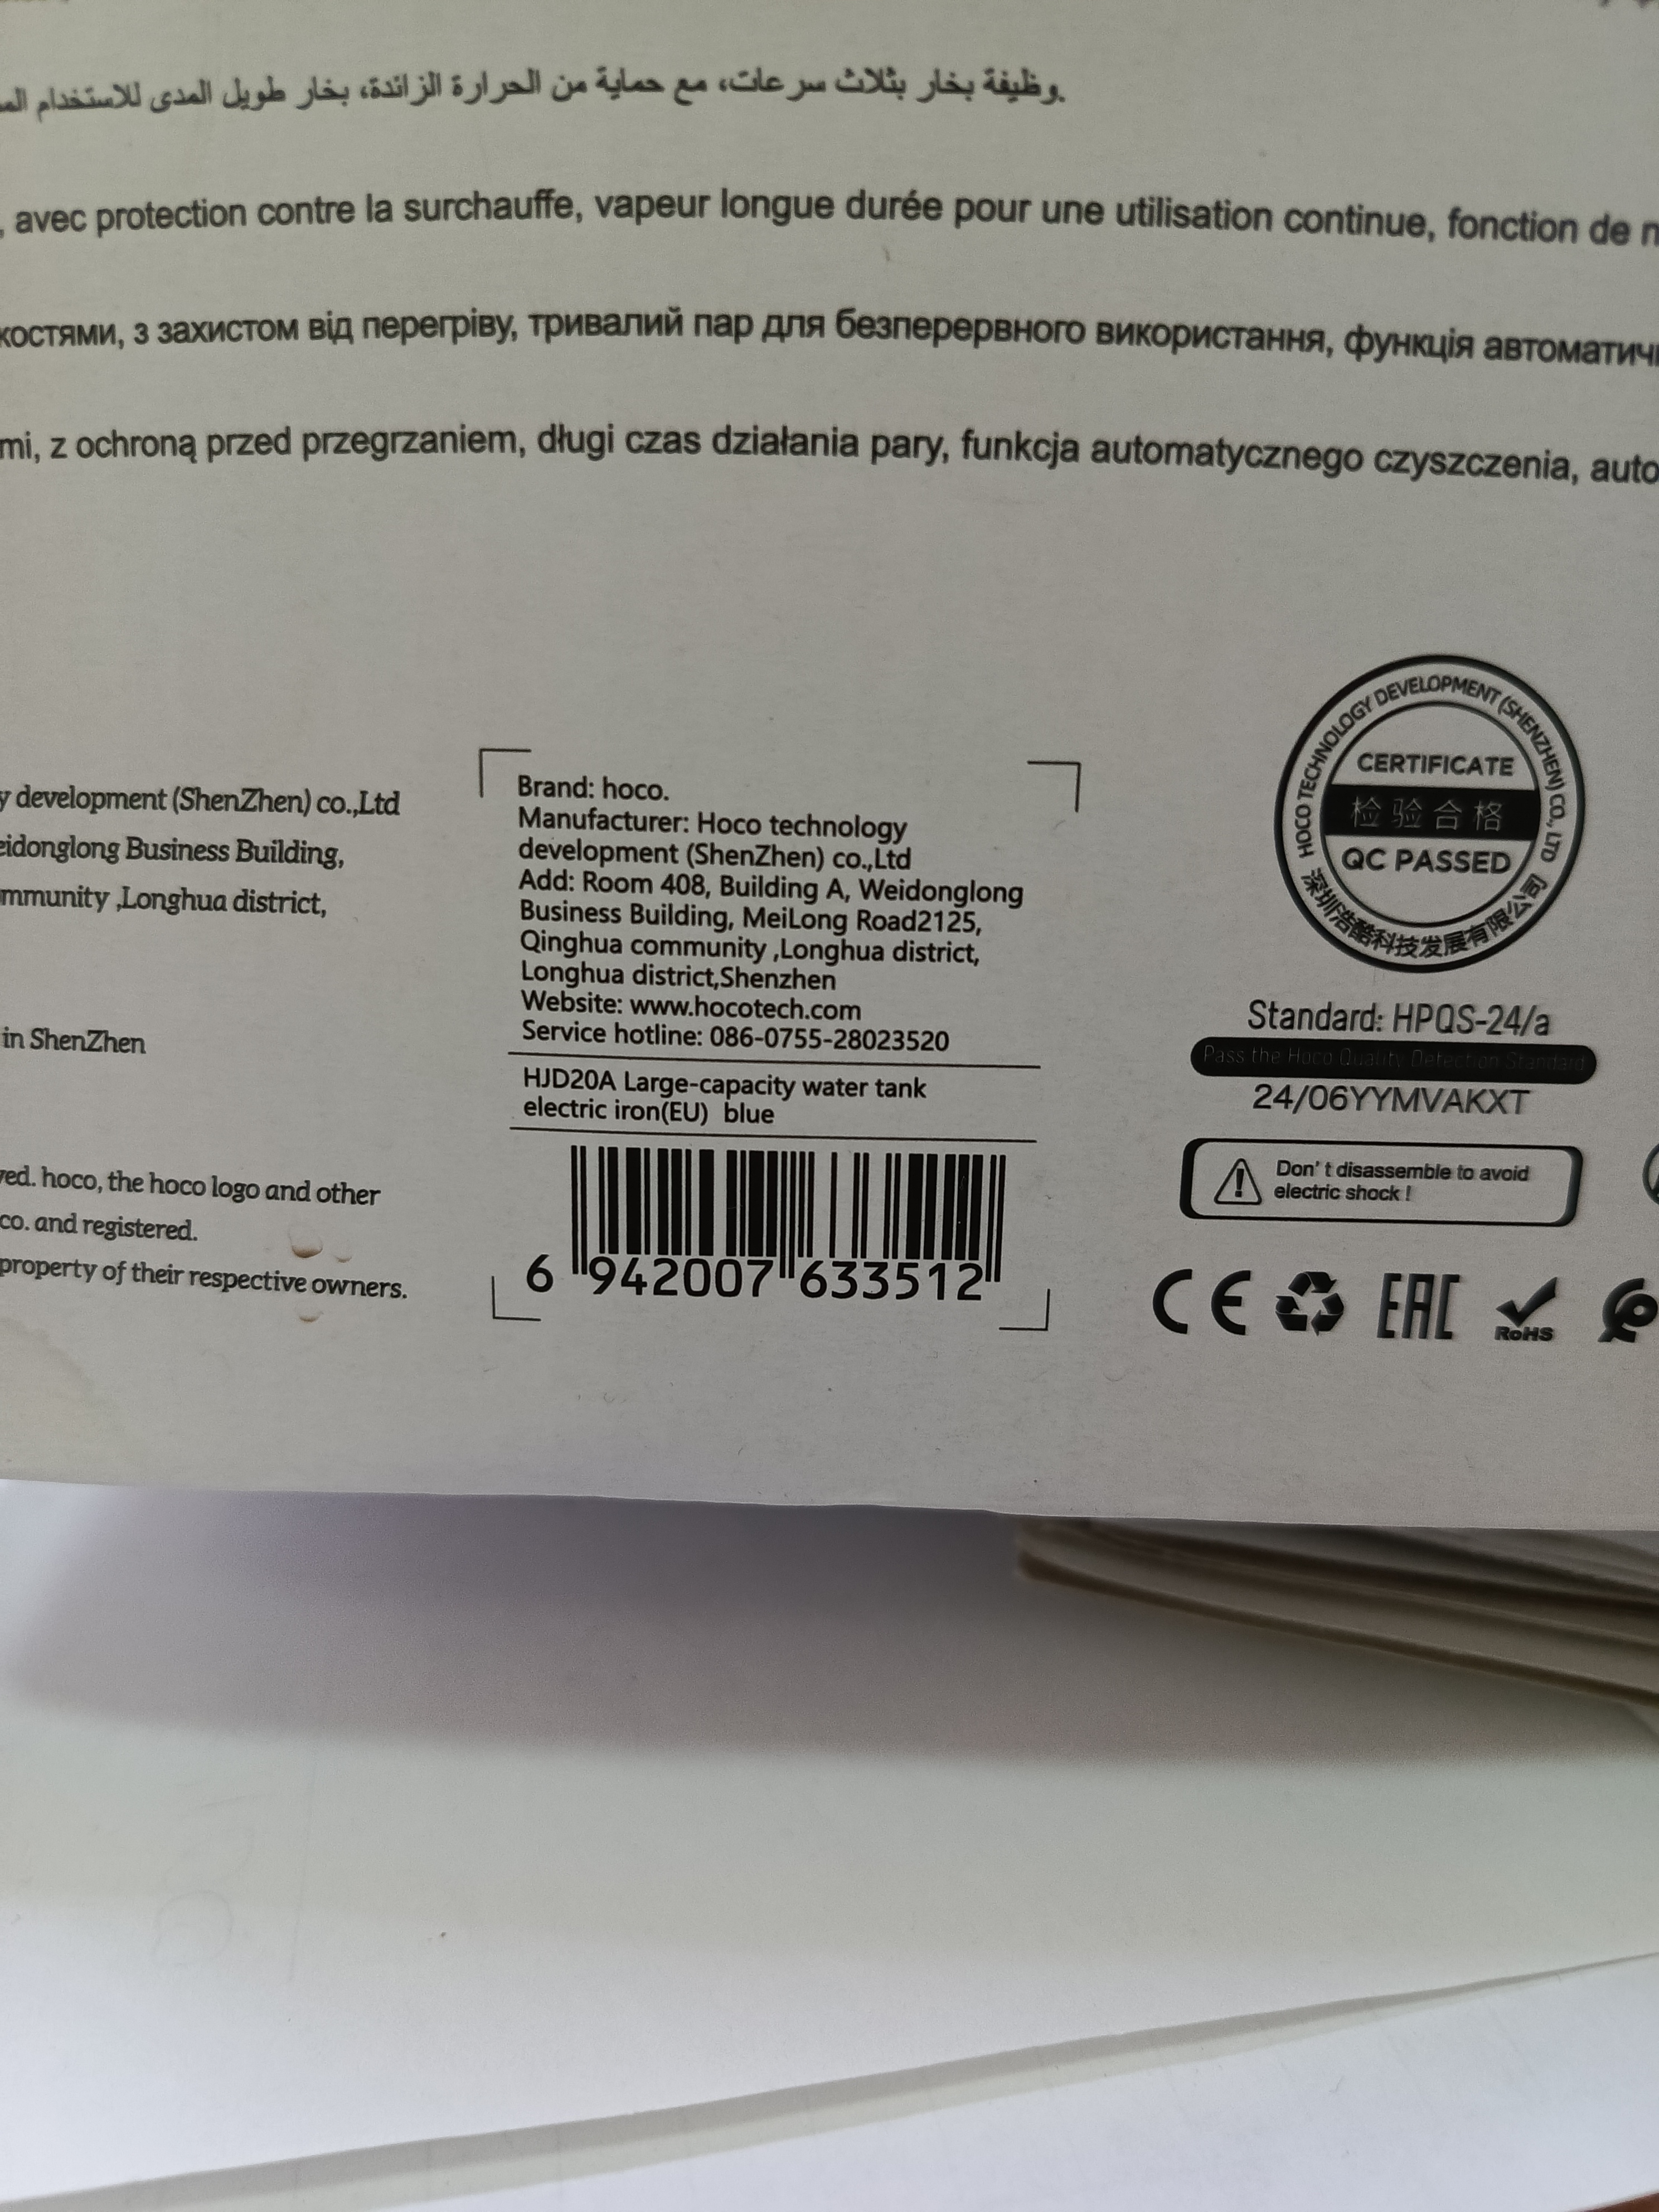 وظيفة بخار بثلاث سرعات، مع حماية من الحرارة الزائدة، بخار طويل المدى للاستخدام
, avec protection contre la surchauffe, vapeur longue durée pour une utilisation continue, fonction de
костями, з захистом від перегріву, тривалий пар для безперервного використання, функція автоматичн
mi, z ochroną przed przegrzaniem, długi czas działania pary, funkcja automatycznego czyszczenia, auto
y development (ShenZhen) co.,Ltd
eidonglong Business Building,
mmunity ,Longhua district,
in ShenZhen
ved. hoco, the hoco logo and other
co. and registered.
property of their respective owners.
Brand: hoco.
Manufacturer: Hoco technology
development (ShenZhen) co.,Ltd
Add: Room 408, Building A, Weidonglong
Business Building, MeiLong Road2125,
Qinghua community ,Longhua district,
Longhua district,Shenzhen
Website: www.hocotech.com
Service hotline: 086-0755-28023520
HJD20A Large-capacity water tank
electric iron(EU) blue
6 942007 633512
HOCO TECHNOLOGY DEVELOPMENT (SHENZHEN) CO., LTD
CERTIFICATE
检验合格
QC PASSED
深圳浩酷科技发展有限公司
Standard: HPQS-24/a
Pass the Hoco Quality Detection Standard
24/06YYMVAKXT
Don't disassemble to avoid
electric shock !
CE EAC RoHS